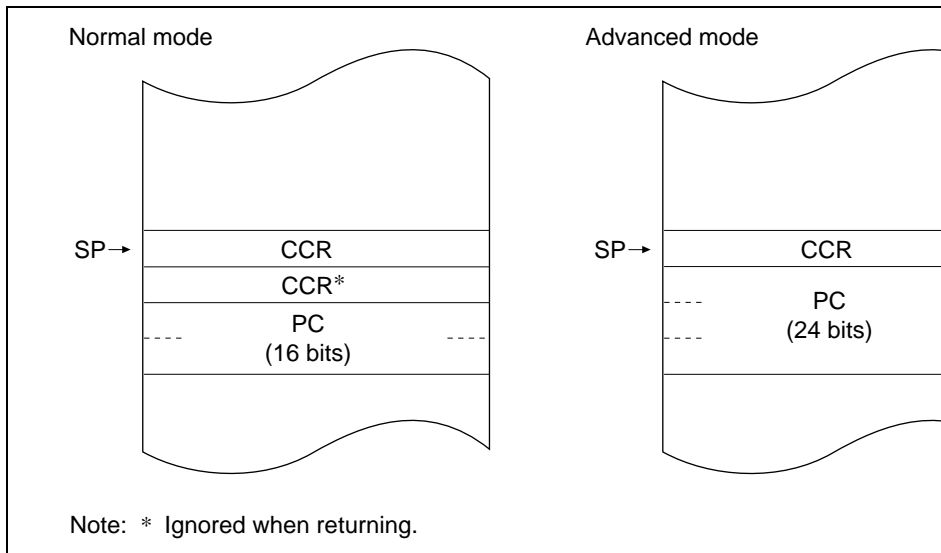 Normal mode
SP→
CCR
CCR*
PC
(16 bits)
Advanced mode
SP→
CCR
PC
(24 bits)
Note: * Ignored when returning.